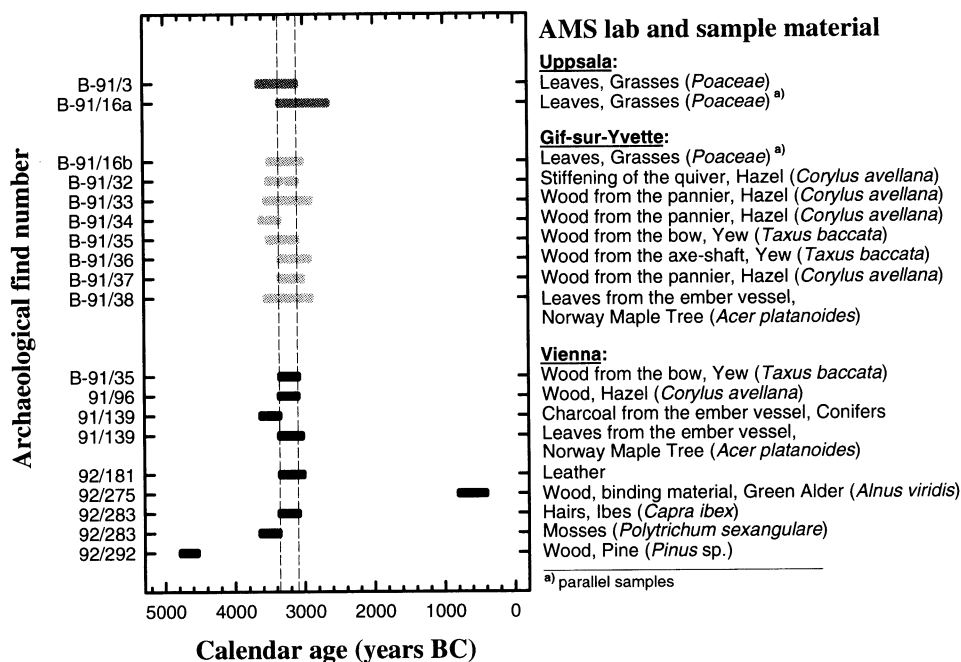 AMS lab and sample material
Uppsala:
B-91/3 Leaves, Grasses (Poaceae)
B-91/16a Leaves, Grasses (Poaceae) a)
Gif-sur-Yvette:
B-91/16b Leaves, Grasses (Poaceae) a)
B-91/32 Stiffening of the quiver, Hazel (Corylus avellana)
B-91/33 Wood from the pannier, Hazel (Corylus avellana)
B-91/34 Wood from the pannier, Hazel (Corylus avellana)
B-91/35 Wood from the bow, Yew (Taxus baccata)
B-91/36 Wood from the axe-shaft, Yew (Taxus baccata)
B-91/37 Wood from the pannier, Hazel (Corylus avellana)
B-91/38 Leaves from the ember vessel,
Norway Maple Tree (Acer platanoides)
Vienna:
B-91/35 Wood from the bow, Yew (Taxus baccata)
91/96 Wood, Hazel (Corylus avellana)
91/139 Charcoal from the ember vessel, Conifers
91/139 Leaves from the ember vessel,
Norway Maple Tree (Acer platanoides)
92/181 Leather
92/275 Wood, binding material, Green Alder (Alnus viridis)
92/283 Hairs, Ibes (Capra ibex)
92/283 Mosses (Polytrichum sexangulare)
92/292 Wood, Pine (Pinus sp.)
a) parallel samples
Archaeological find number
5000 4000 3000 2000 1000 0
Calendar age (years BC)